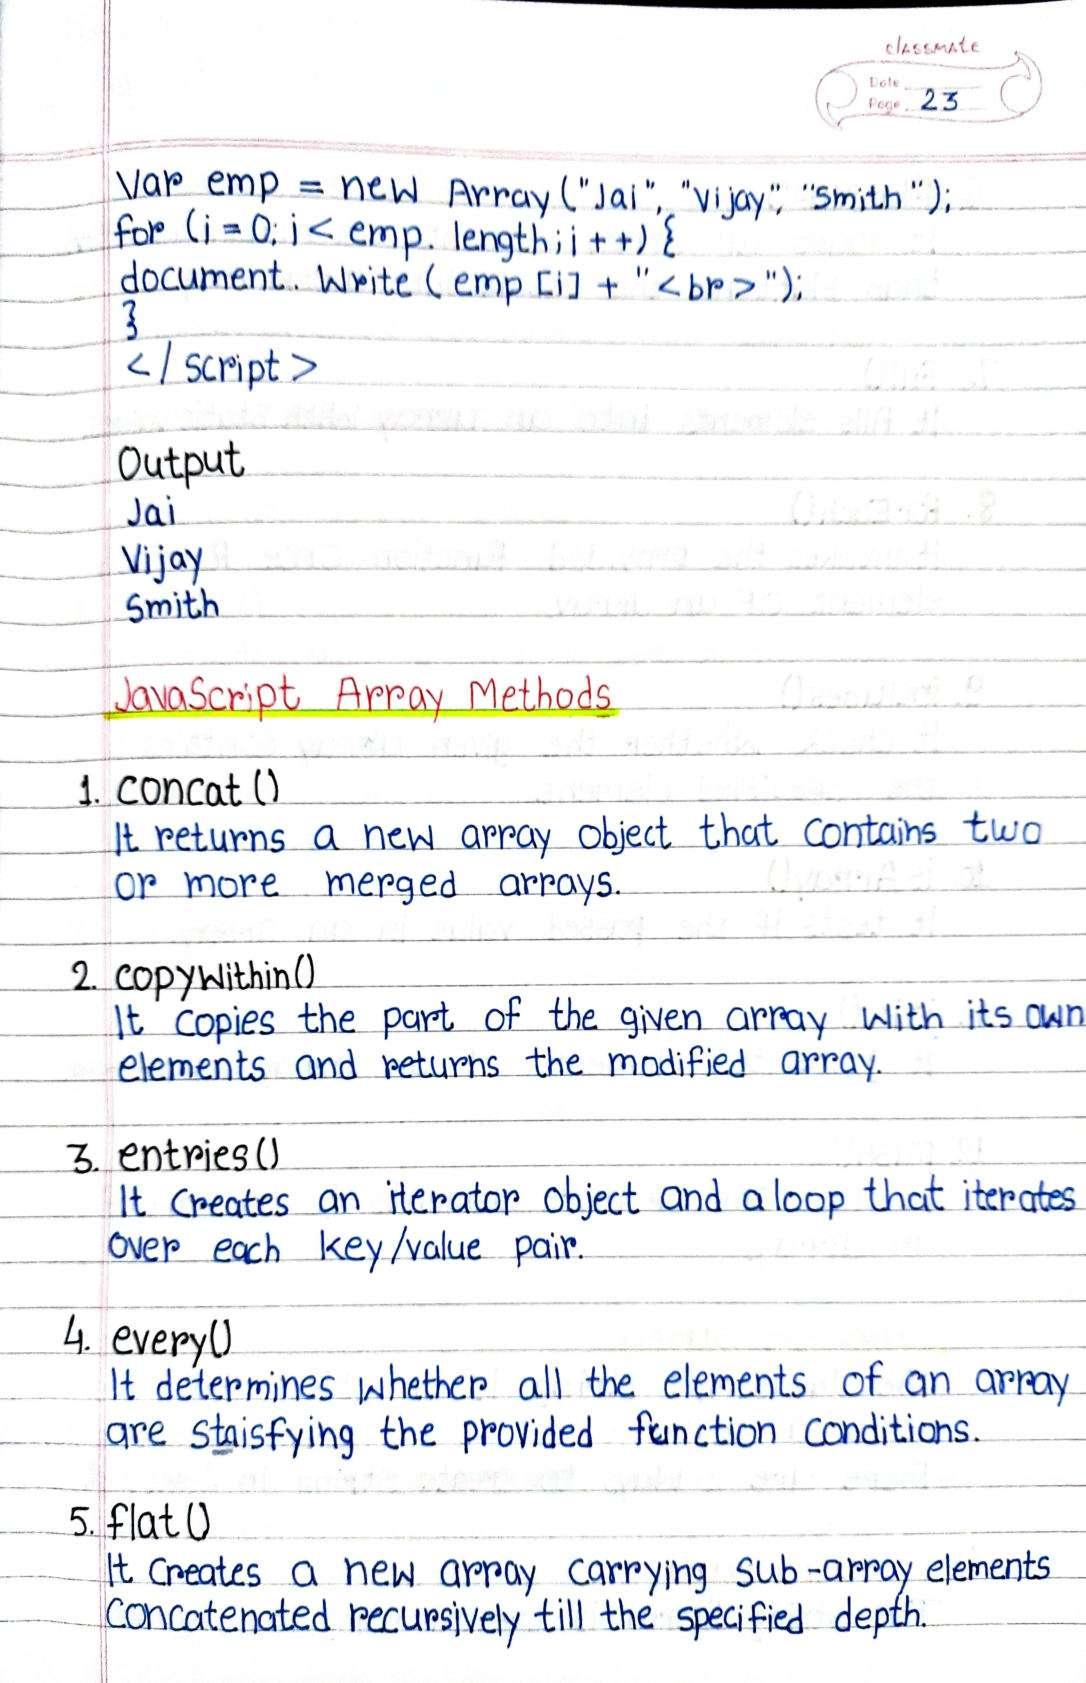 classmate
Date
Page 23
Var emp = new Array ("Jai", "Vijay", "Smith");
for (i = 0; i < emp. length; i + +) {
document. Write ( emp [i] + "<br>");
}
</ script>
Output
Jai
Vijay
Smith
JavaScript Array Methods
1. concat ()
It returns a new array object that contains two
or more merged arrays.
2. copyWithin()
It copies the part of the given array with its own
elements and returns the modified array.
3. entries()
It creates an iterator object and a loop that iterates
over each key/value pair.
4. every()
It determines whether all the elements of an array
are staisfying the provided function conditions.
5. flat()
It creates a new array carrying sub-array elements
concatenated recursively till the specified depth.